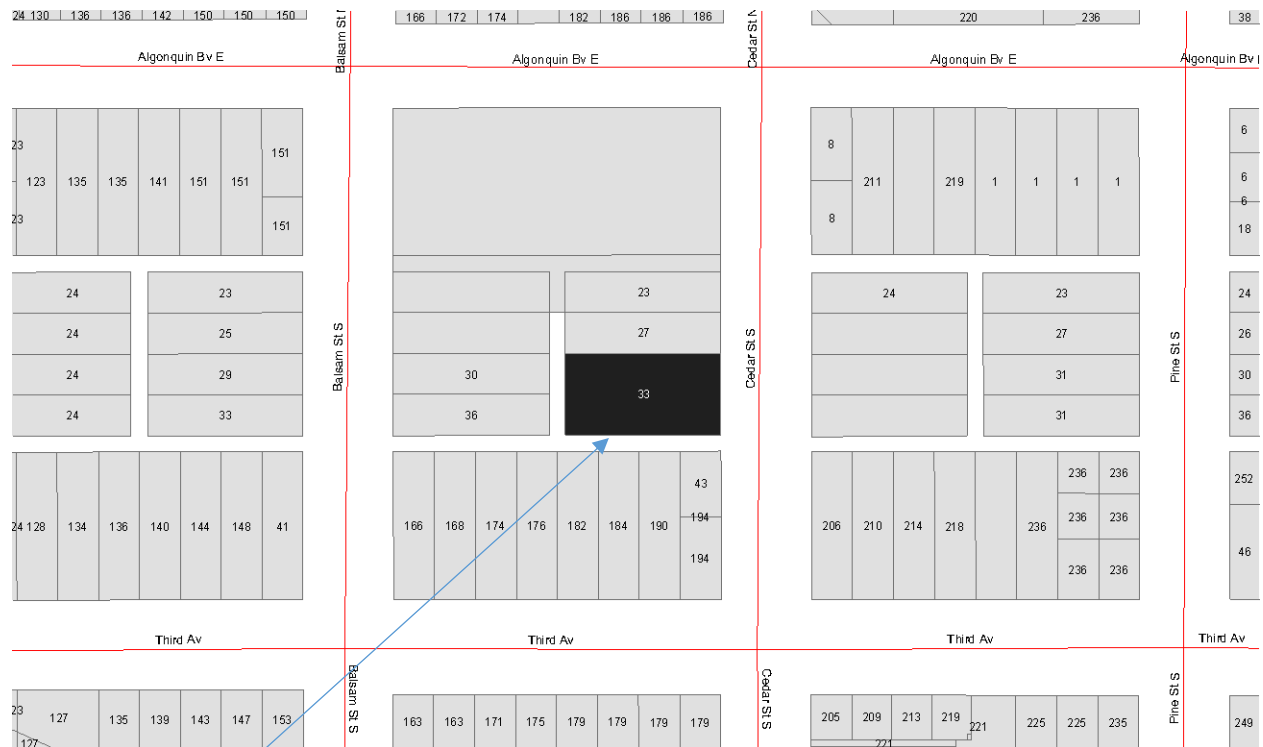 24 130 136 136 142 150 150 150 166 172 174 182 186 186 186 220 236 38
Balsam St N
Cedar St N
Algonquin Bv E Algonquin Bv E Algonquin Bv E Algonquin Bv
23 123 135 135 141 151 151 151
23 151
8 211 219 1 1 1 1
8
6
6
6
18
24 23 23 24 23 24
24 25 27 27 26
24 29 30 33 31 30
24 33 36 31 36
Balsam St S
Cedar St S
Pine St S
24 128 134 136 140 144 148 41
166 168 174 176 182 184 190 43
194
194
206 210 214 218 236 236 236
236 236
236 236
252
46
Third Av Third Av Third Av Third Av
Balsam St S
Cedar St S
Pine St S
23 127 135 139 143 147 153
127
163 163 171 175 179 179 179 179
205 209 213 219 221 225 225 235
221
249